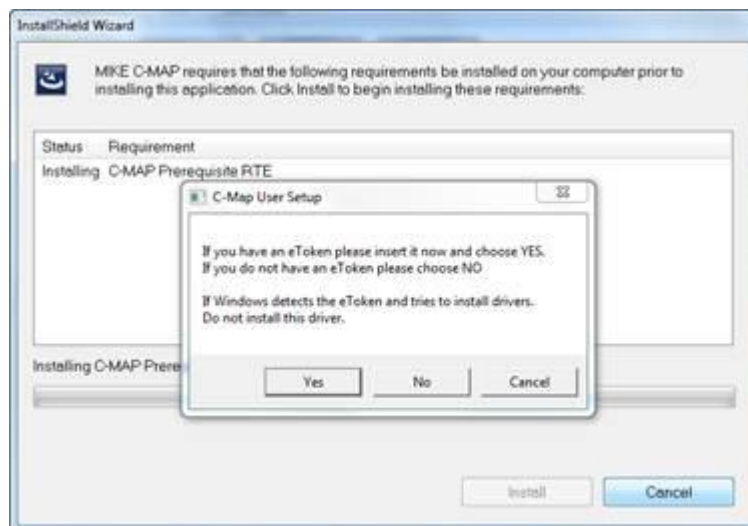 InstallShield Wizard
MIKE C-MAP requires that the following requirements be installed on your computer prior to
installing this application. Click Install to begin installing these requirements:
Status Requirement
Installing C-MAP Prerequisite RTE
C-Map User Setup
If you have an eToken please insert it now and choose YES.
If you do not have an eToken please choose NO
If Windows detects the eToken and tries to install drivers.
Do not install this driver.
Installing C-MAP Prere
Yes No Cancel
Install Cancel